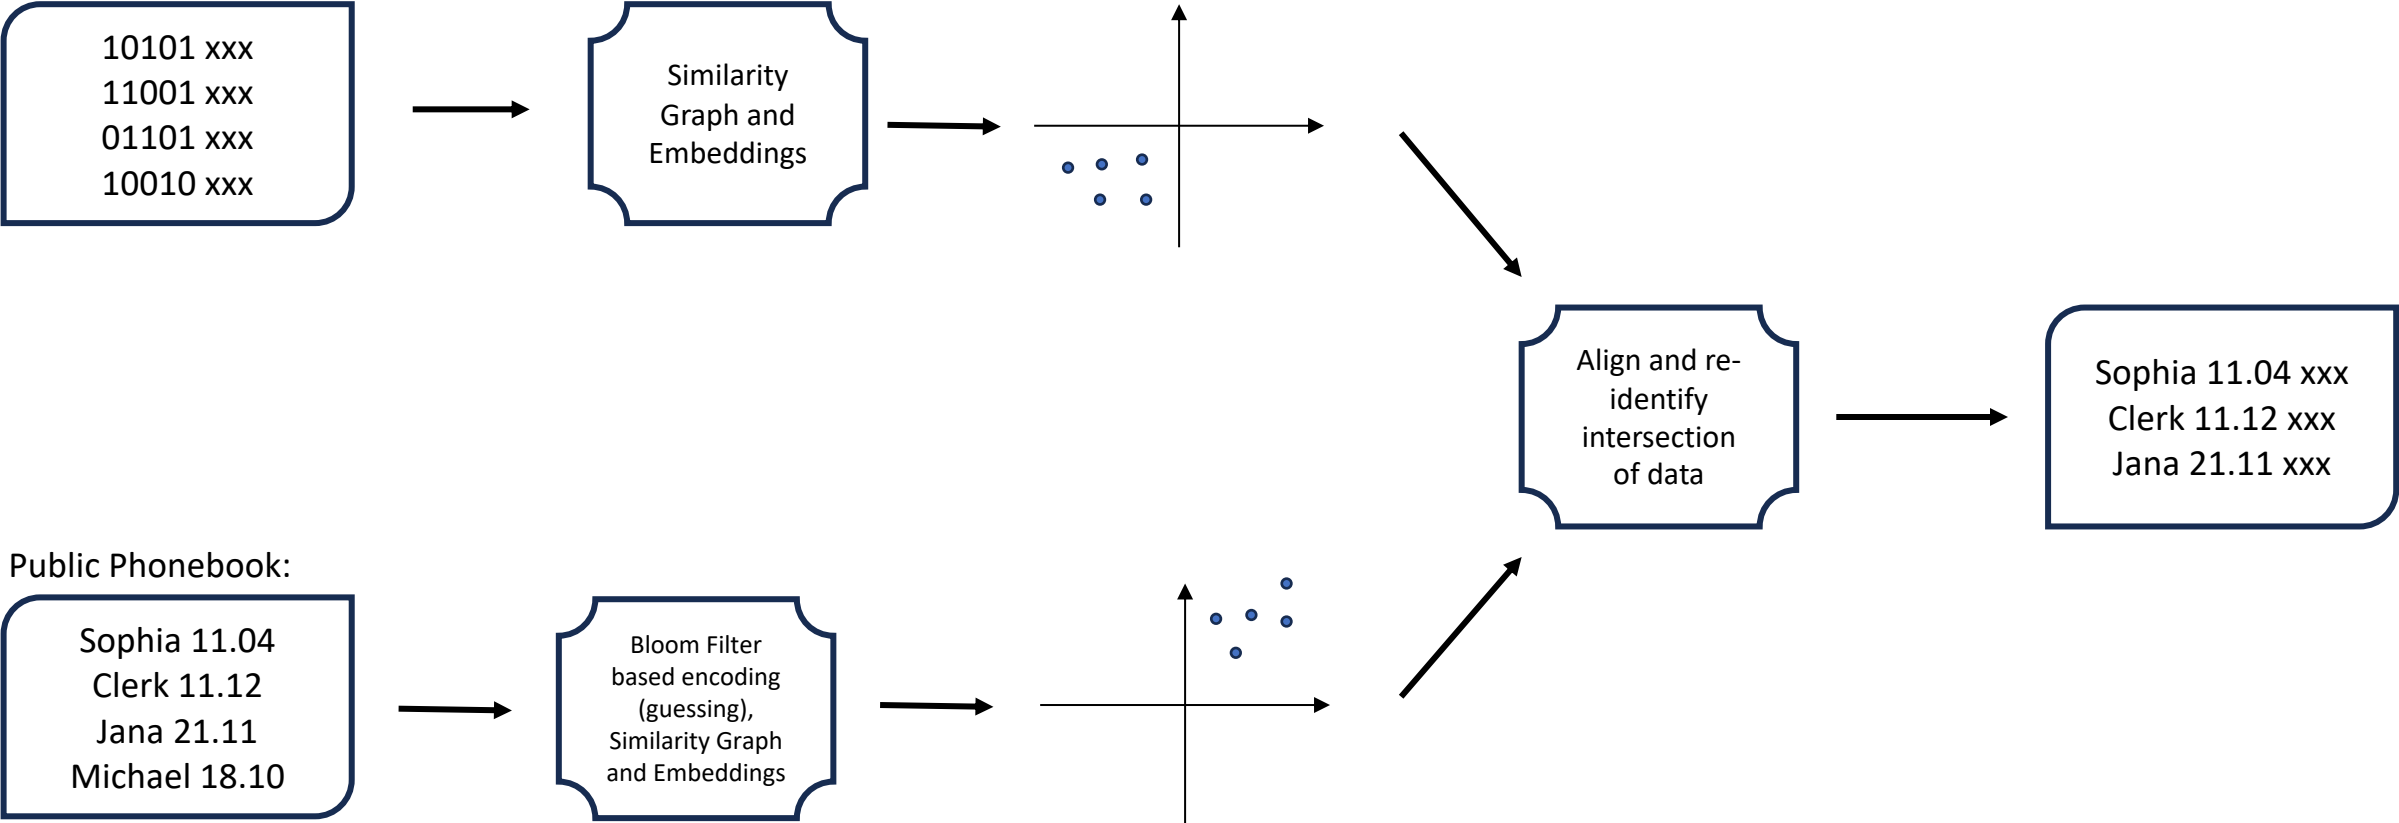 10101 xxx
11001 xxx
01101 xxx
10010 xxx
Similarity
Graph and
Embeddings
Align and re-
identify
intersection
of data
Sophia 11.04 xxx
Clerk 11.12 xxx
Jana 21.11 xxx
Public Phonebook:
Sophia 11.04
Clerk 11.12
Jana 21.11
Michael 18.10
Bloom Filter
based encoding
(guessing),
Similarity Graph
and Embeddings